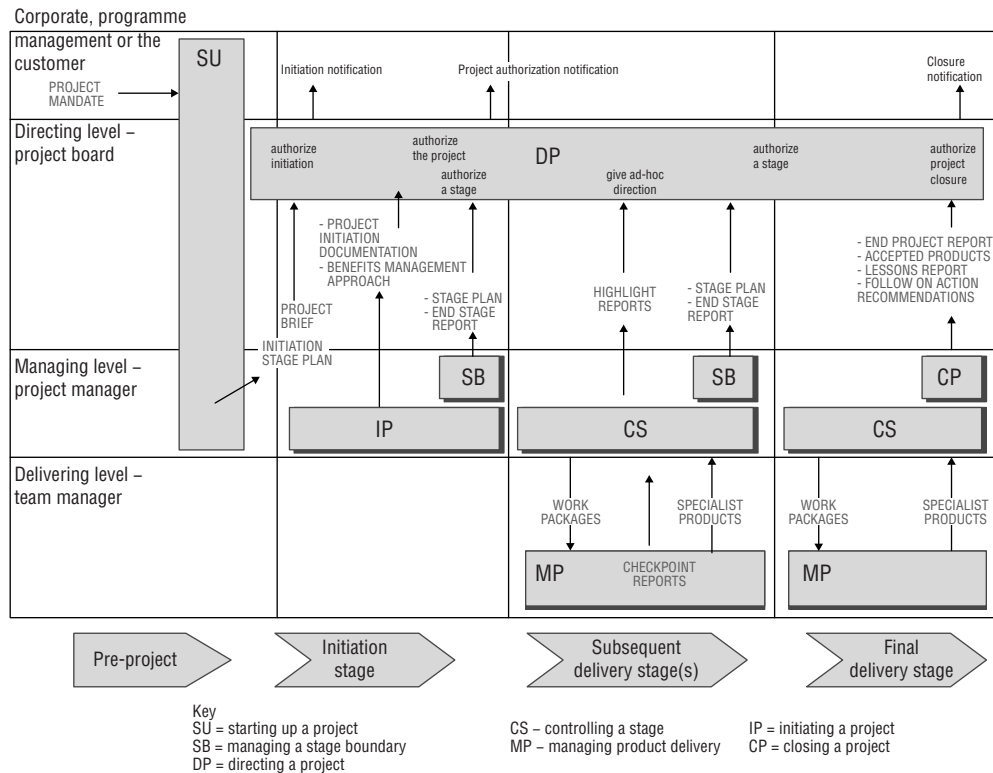 Corporate, programme
management or the
customer
SU
PROJECT
MANDATE
Initiation notification
Project authorization notification
Closure
notification
Directing level –
project board
authorize
initiation
authorize
the project
authorize
a stage
DP
give ad-hoc
direction
authorize
a stage
authorize
project
closure
- PROJECT
INITIATION
DOCUMENTATION
- BENEFITS MANAGEMENT
APPROACH
PROJECT
BRIEF
INITIATION
STAGE PLAN
- STAGE PLAN
- END STAGE
REPORT
HIGHLIGHT
REPORTS
- STAGE PLAN
- END STAGE
REPORT
- END PROJECT REPORT
- ACCEPTED PRODUCTS
- LESSONS REPORT
- FOLLOW ON ACTION
RECOMMENDATIONS
Managing level –
project manager
SB
SB
CP
IP
CS
CS
Delivering level –
team manager
WORK
PACKAGES
SPECIALIST
PRODUCTS
WORK
PACKAGES
SPECIALIST
PRODUCTS
MP
CHECKPOINT
REPORTS
MP
Pre-project
Initiation
stage
Subsequent
delivery stage(s)
Final
delivery stage
Key
SU = starting up a project
SB = managing a stage boundary
DP = directing a project
CS – controlling a stage
MP – managing product delivery
IP = initiating a project
CP = closing a project